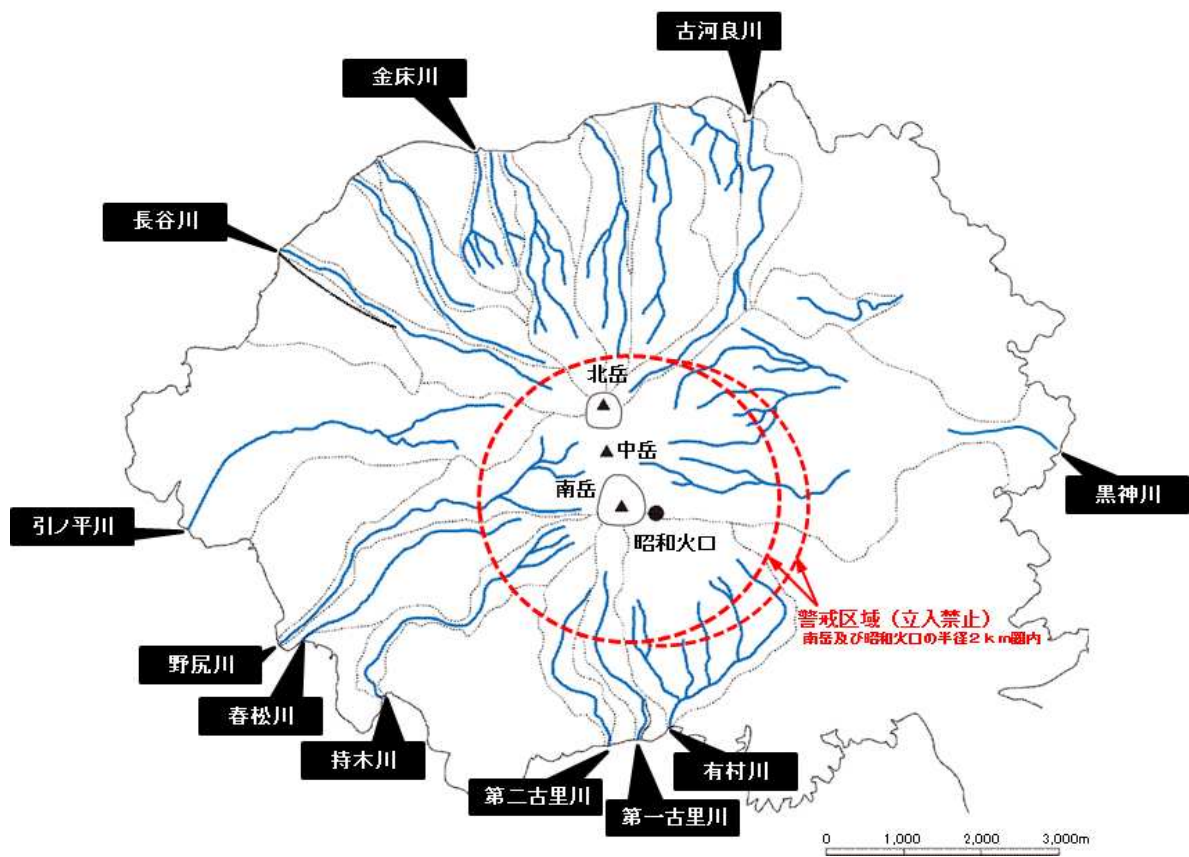 古河良川
金床川
長谷川
北岳
中岳
南岳
昭和火口
黒神川
引ノ平川
警戒区域(立入禁止)
南岳及び昭和火口の半径2km圏内
野尻川
春松川
持木川
有村川
第二古里川
第一古里川
0 1,000 2,000 3,000m